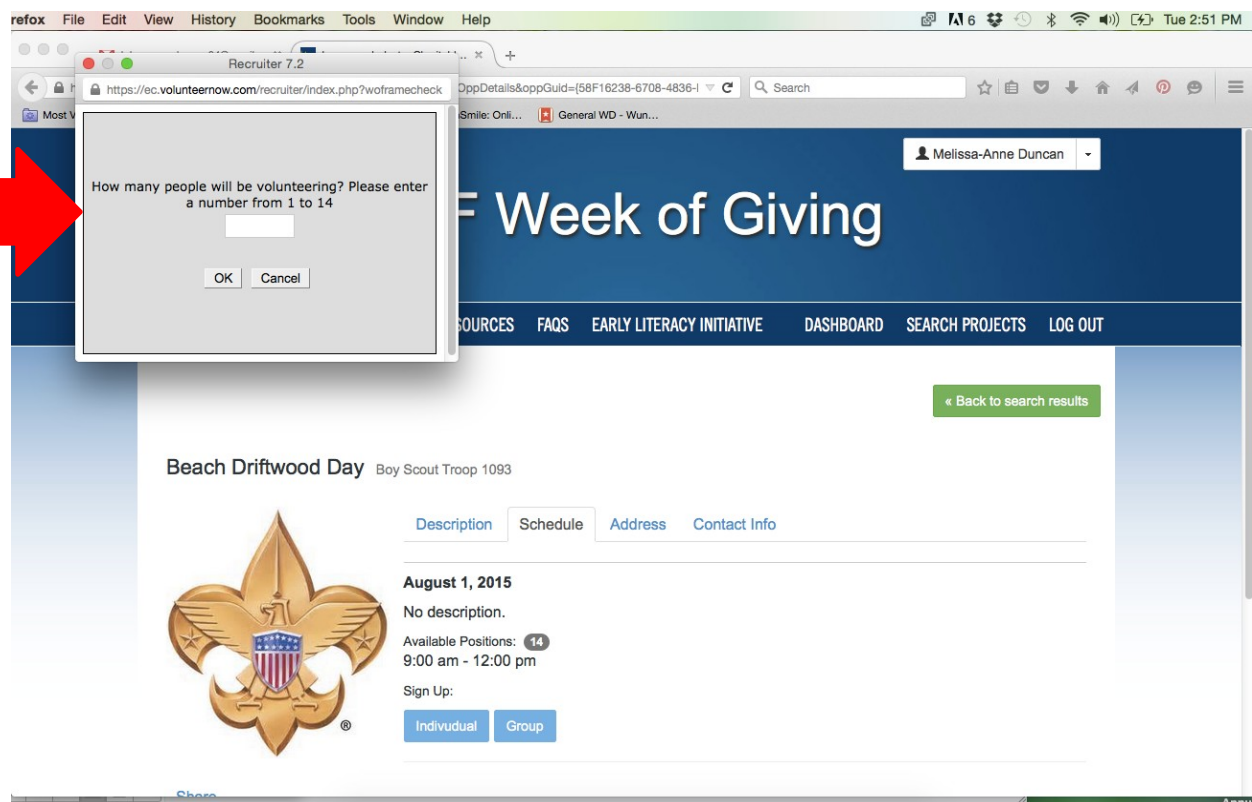 refox File Edit View History Bookmarks Tools Window Help 6 Tue 2:51 PM
+
Recruiter 7.2
https://ec.volunteernow.com/recruiter/index.php?woframecheck
OppDetails&oppGuid={58F16238-6708-4836-
Search
Most
Smile: Onli... General WD - Wun...
Melissa-Anne Duncan
How many people will be volunteering? Please enter
a number from 1 to 14
OK Cancel
F Week of Giving
SOURCES FAQS EARLY LITERACY INITIATIVE DASHBOARD SEARCH PROJECTS LOG OUT
« Back to search results
Beach Driftwood Day Boy Scout Troop 1093
Description Schedule Address Contact Info
August 1, 2015
No description.
Available Positions: 14
9:00 am - 12:00 pm
Sign Up:
Indivudual Group
®
Share